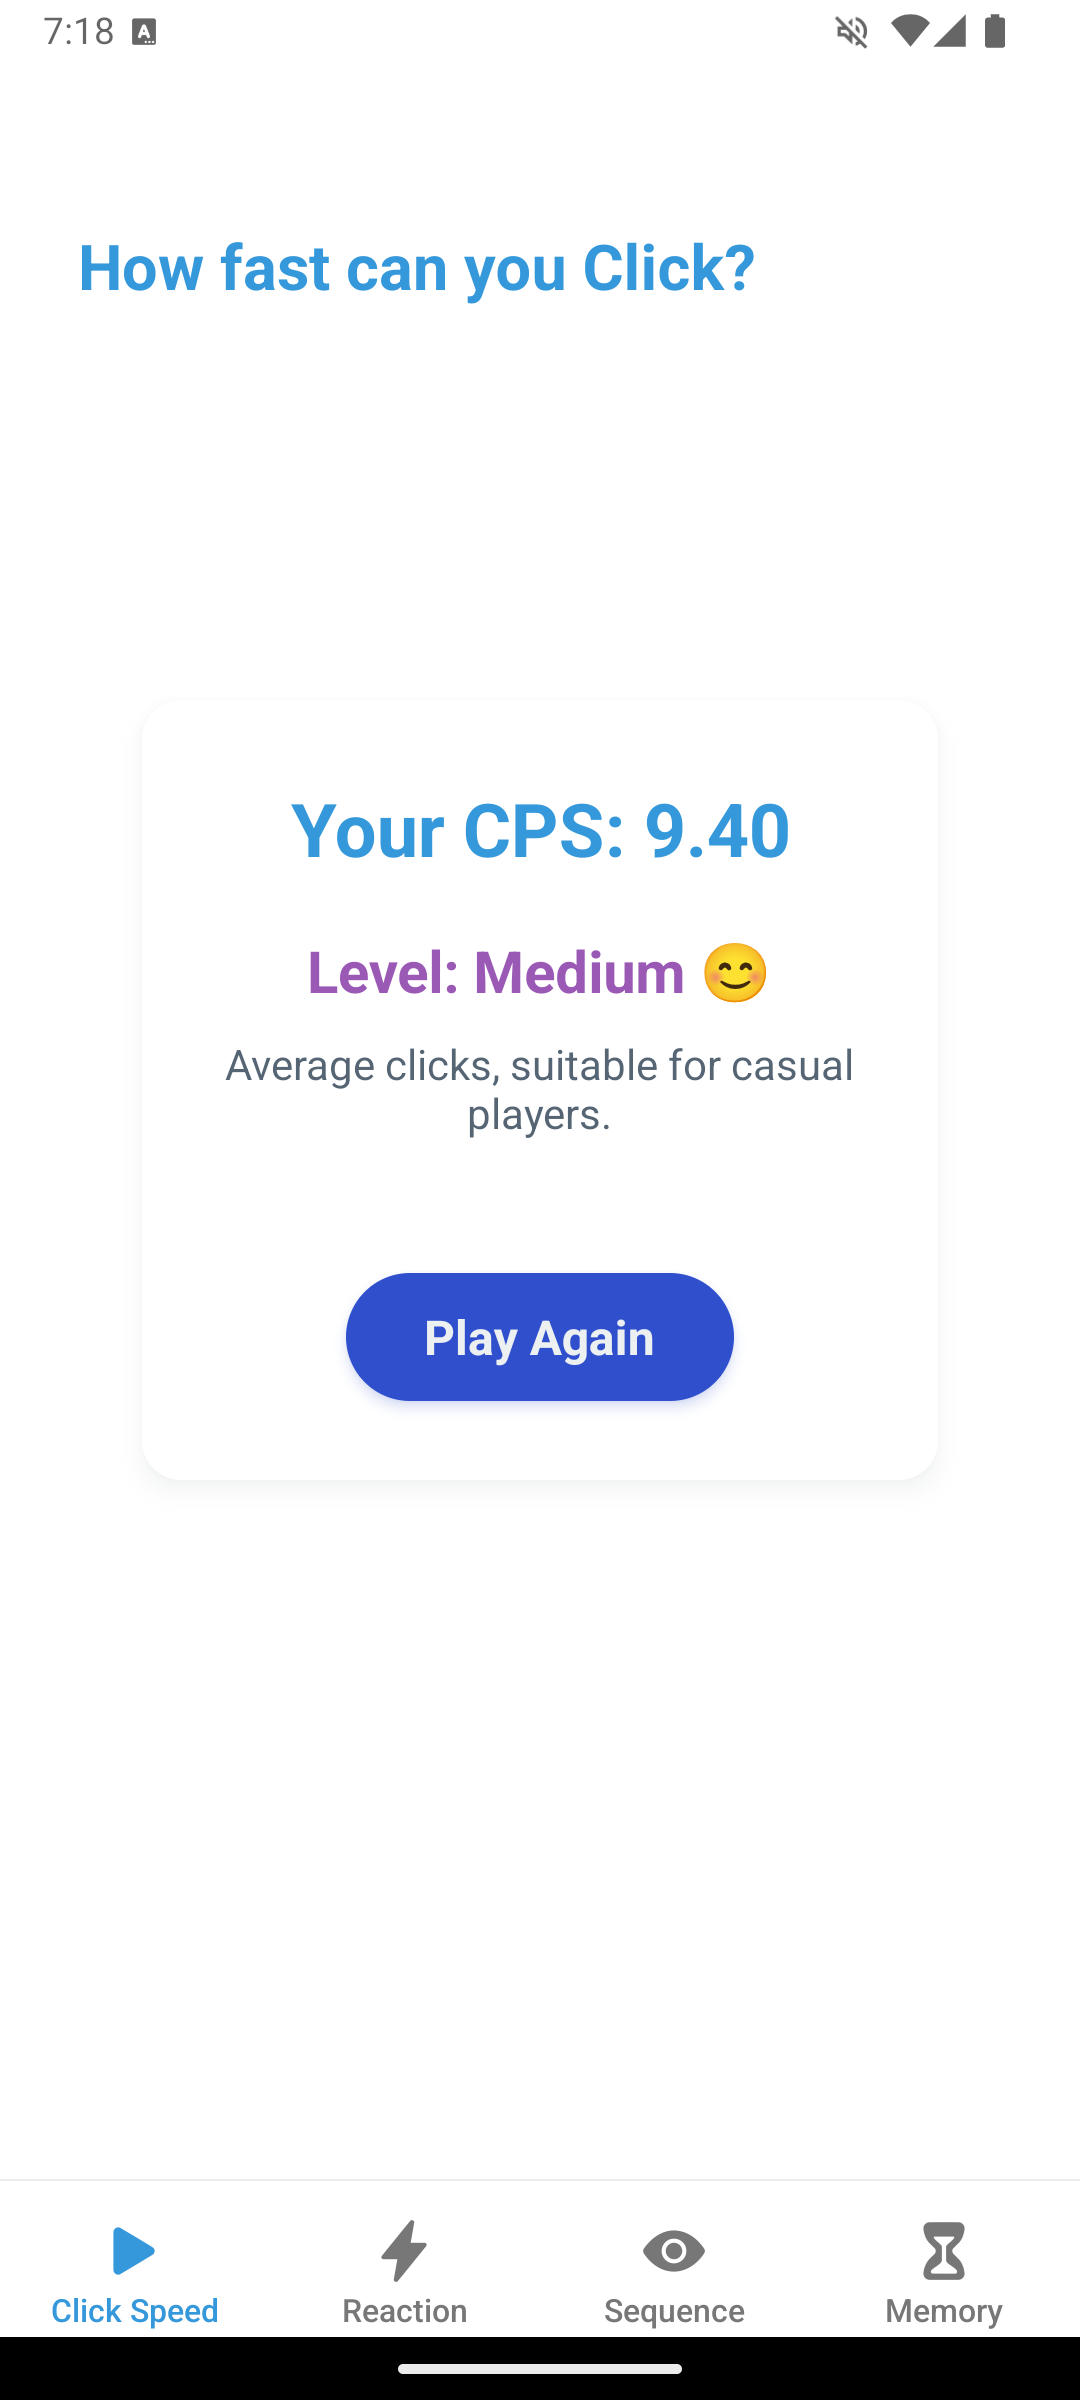 7:18
How fast can you Click?
Your CPS: 9.40
Level: Medium 😊
Average clicks, suitable for casual
players.
Play Again
Click Speed
Reaction
Sequence
Memory